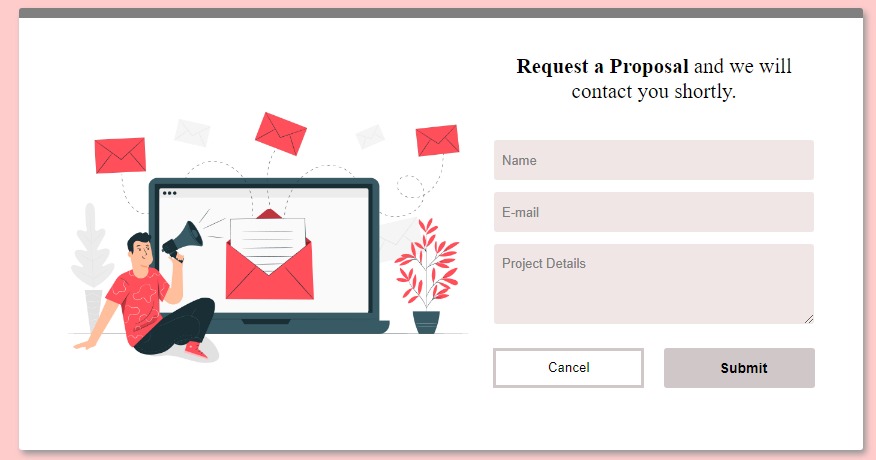 Request a Proposal and we will
contact you shortly.
Name
E-mail
Project Details
Cancel
Submit